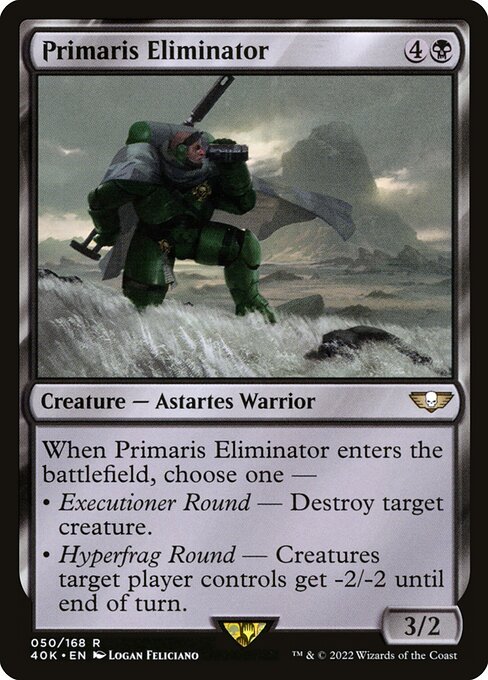 Primaris Eliminator 4
Creature — Astartes Warrior
When Primaris Eliminator enters the
battlefield, choose one —
• Executioner Round — Destroy target
creature.
• Hyperfrag Round — Creatures
target player controls get -2/-2 until
end of turn.
3/2
050/168 R
40K • EN Logan Feliciano
™ & © 2022 Wizards of the Coast